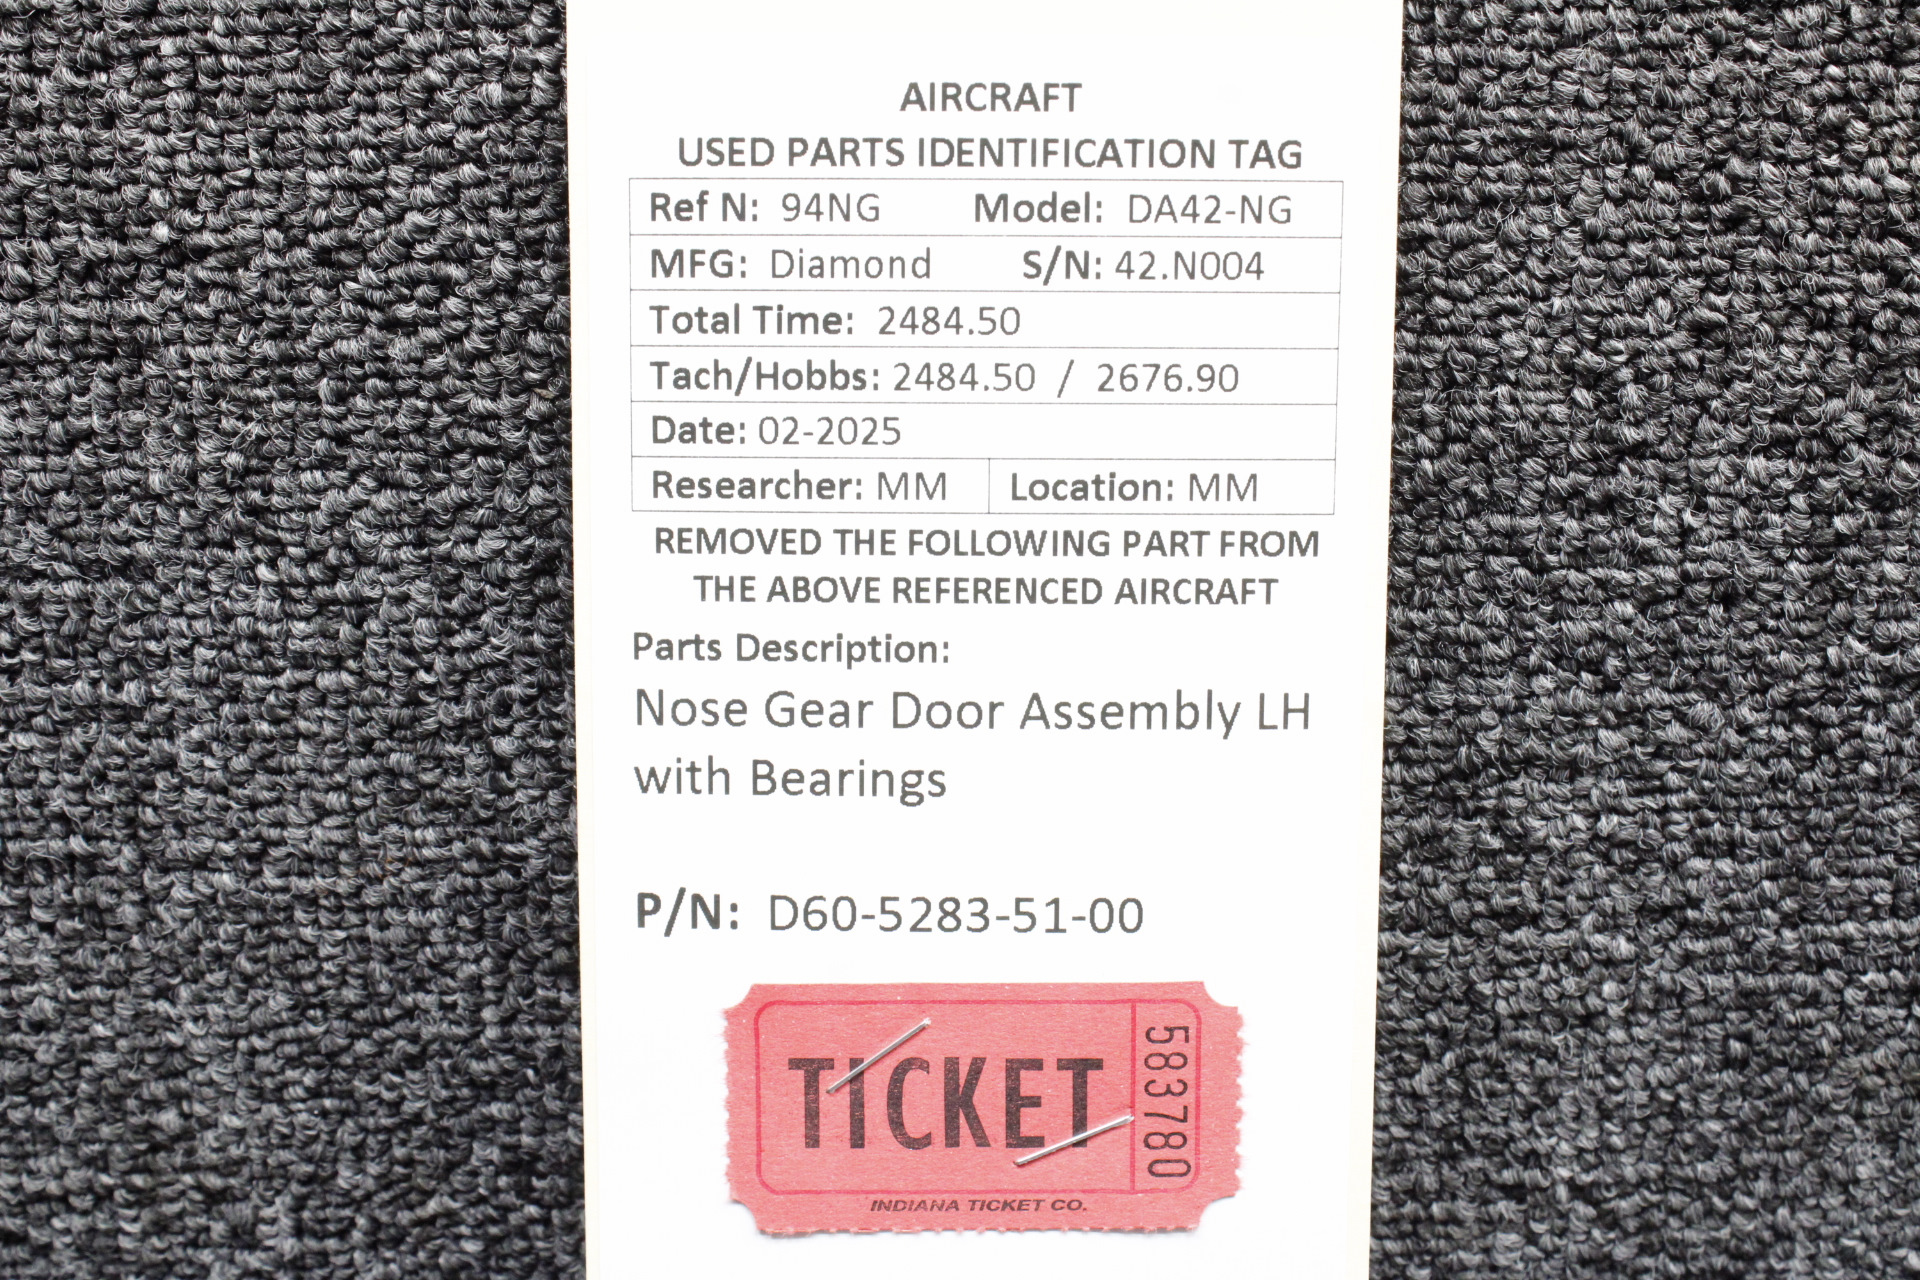 AIRCRAFT
USED PARTS IDENTIFICATION TAG
Ref N: 94NG Model: DA42-NG
MFG: Diamond S/N: 42.N004
Total Time: 2484.50
Tach/Hobbs: 2484.50 / 2676.90
Date: 02-2025
Researcher: MM Location: MM
REMOVED THE FOLLOWING PART FROM
THE ABOVE REFERENCED AIRCRAFT
Parts Description:
Nose Gear Door Assembly LH
with Bearings
P/N: D60-5283-51-00
TICKET
583780
INDIANA TICKET CO.